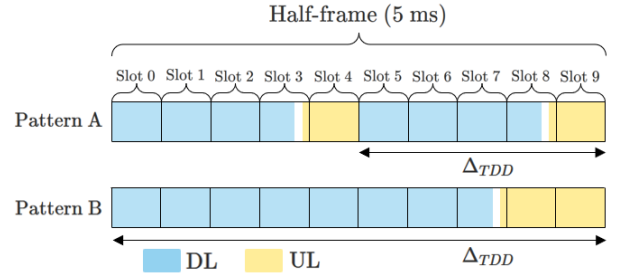 Half-frame (5 ms)
Slot 0 Slot 1 Slot 2 Slot 3 Slot 4 Slot 5 Slot 6 Slot 7 Slot 8 Slot 9
Pattern A
Δ_TDD
Pattern B
DL UL Δ_TDD